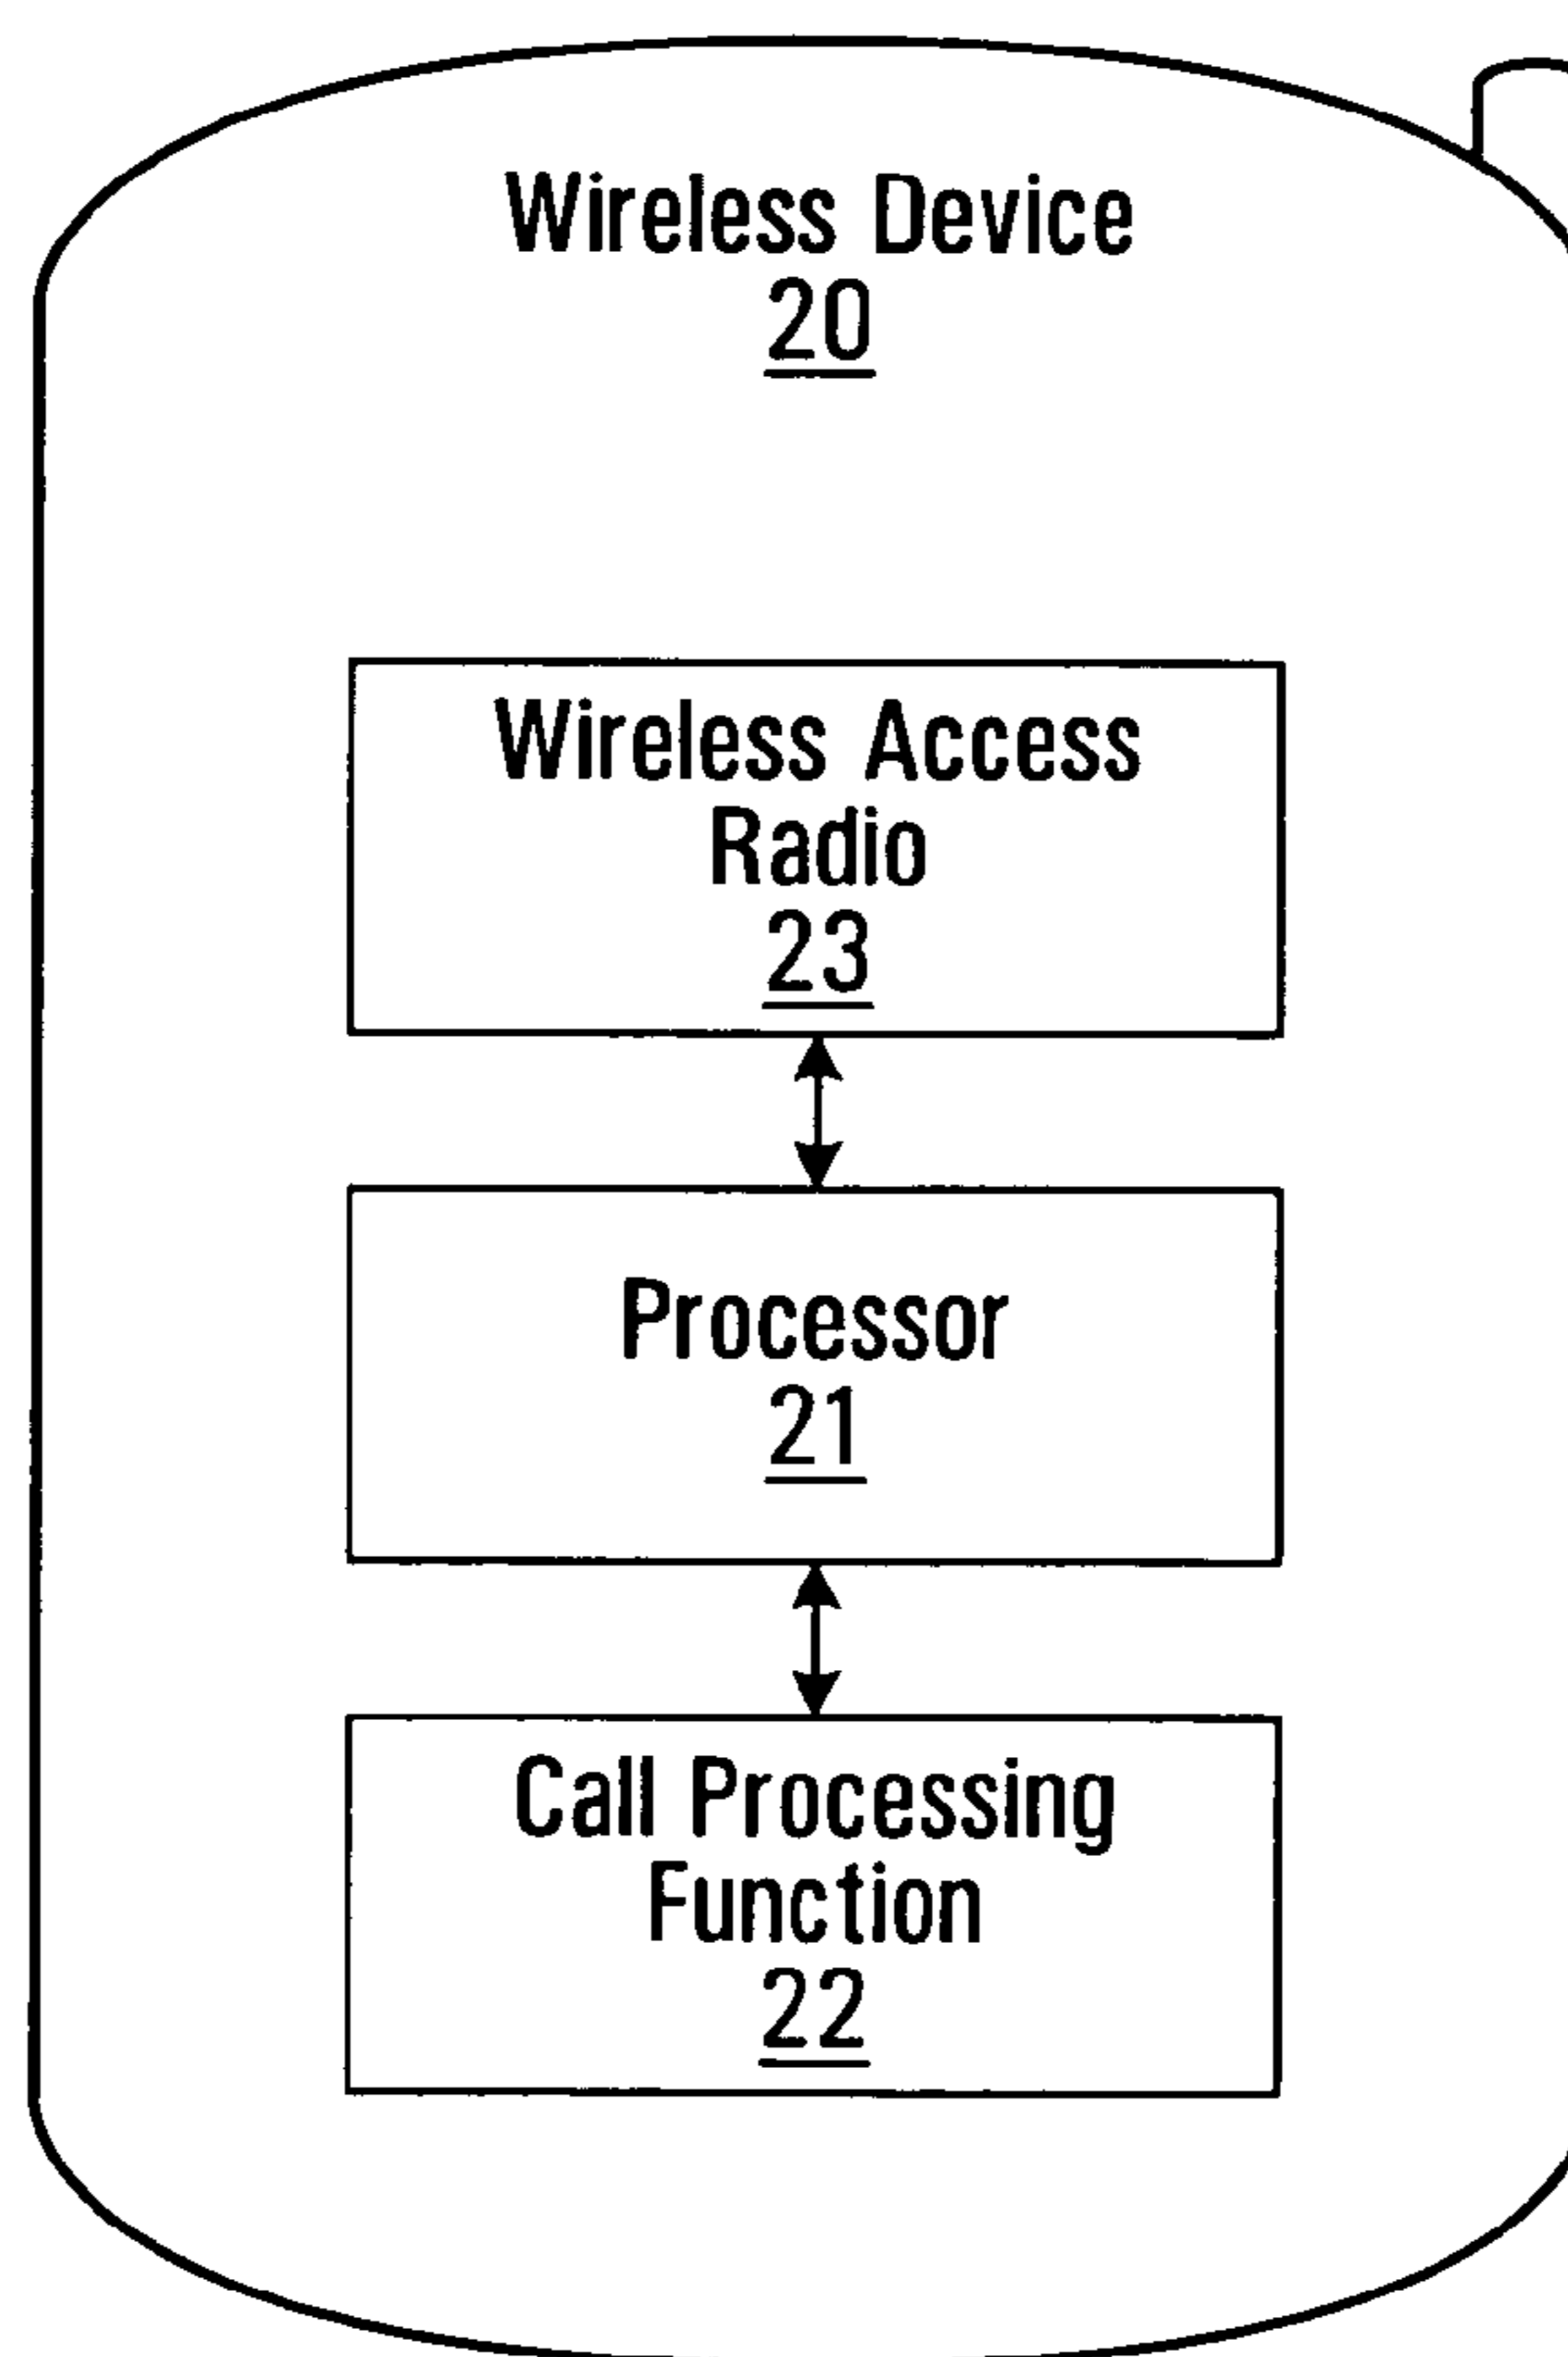 Wireless Device
20
Wireless Access
Radio
23
Processor
21
Call Processing
Function
22